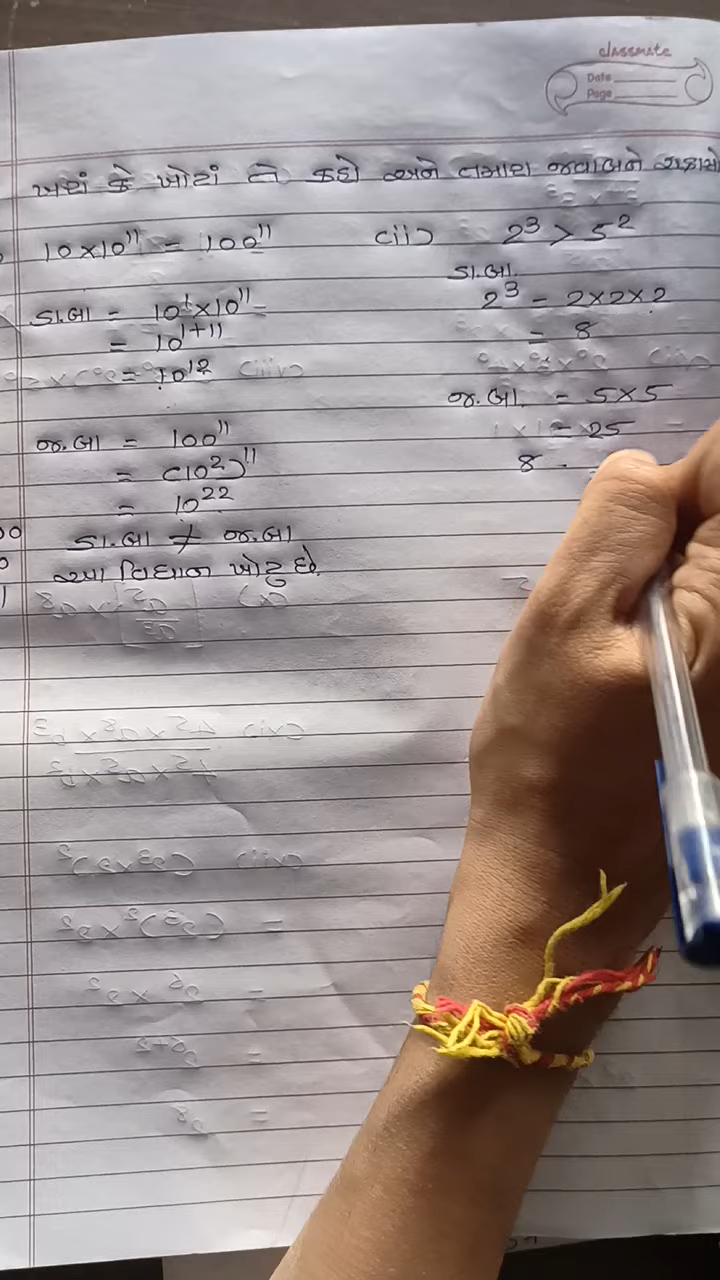 classmate
Date
Page
ખરાં કે ખોટાં તે કહો અને તમારા જવાબને
10×10¹¹ = 100¹¹
ડા.બા = 10¹×10¹¹
= 10¹⁺¹¹
= 10¹²
જ.બા = 100¹¹
= (10²)¹¹
= 10²²
ડા.બા ≠ જ.બા
આ વિધાન ખોટુ છે.
(ii) 2³ > 5²
ડા.બા.
2³ = 2×2×2
= 8
જ.બા. = 5×5
= 25
8